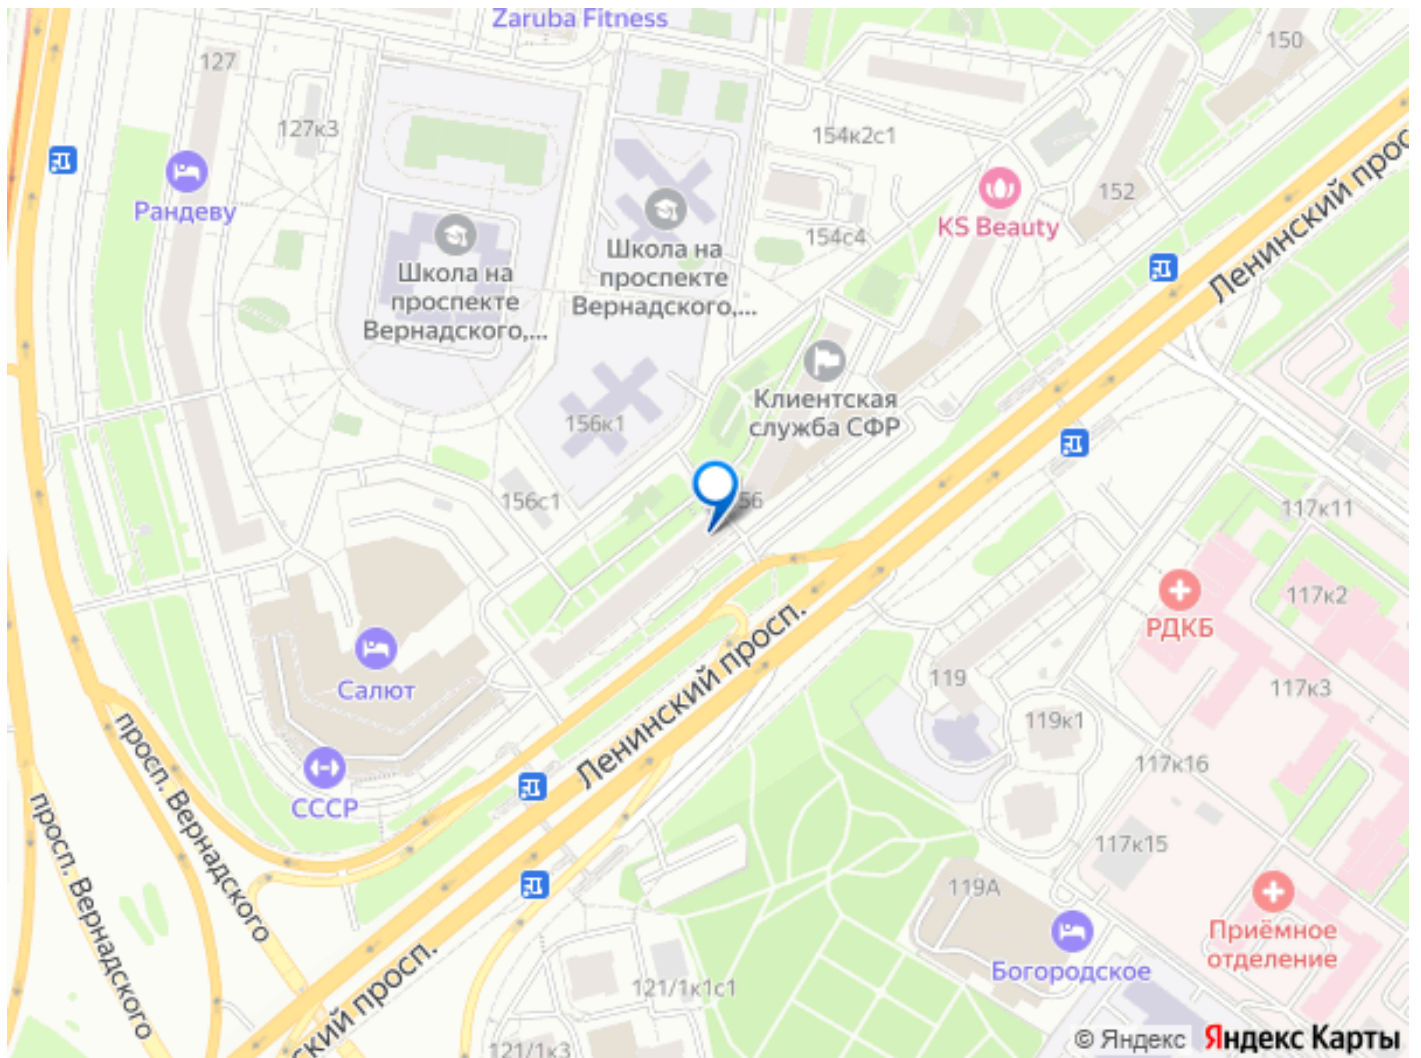 Zaruba Fitness
150
127
127к3
154к2с1
Ленинский прос
152
Рандеву
KS Beauty
154с4
Школа на
проспекте
Вернадского,...
Школа на
проспекте
Вернадского,...
Клиентская
служба СФР
156к1
156с1
56
117к11
117к2
РДКБ
Ленинский просп.
119
117к3
Салют
119к1
просп. Вернадского
117к16
СССР
просп. Вернадского
117к15
119А
Приёмное
отделение
Богородское
ский просп.
121/1к1с1
121/1к3
© Яндекс Яндекс Карты